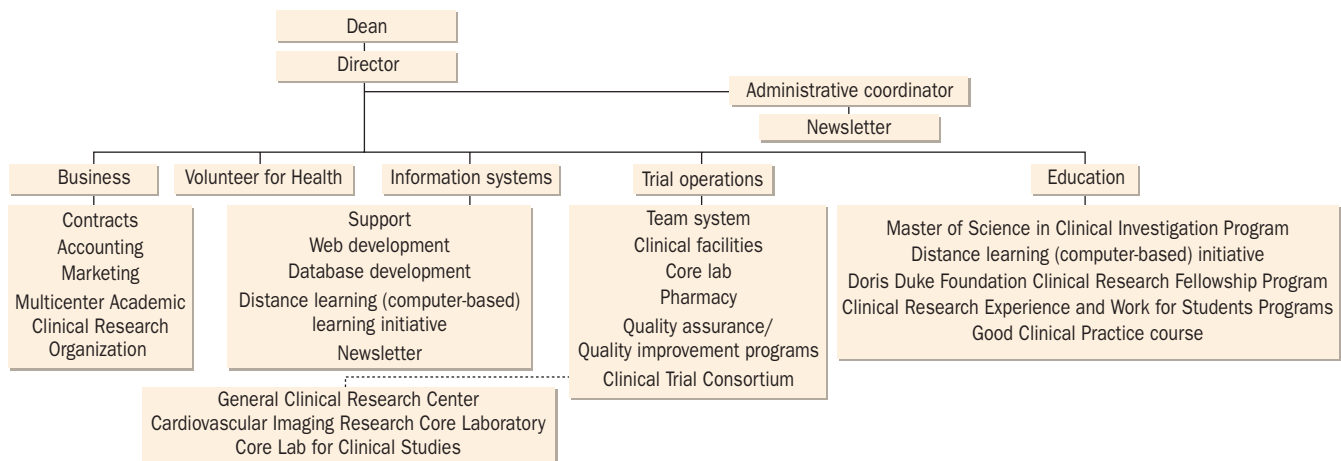 Dean
Director
Administrative coordinator
Newsletter
Business
Volunteer for Health
Information systems
Trial operations
Education
Contracts
Accounting
Marketing
Multicenter Academic
Clinical Research
Organization
Support
Web development
Database development
Distance learning (computer-based)
learning initiative
Newsletter
Team system
Clinical facilities
Core lab
Pharmacy
Quality assurance/
Quality improvement programs
Clinical Trial Consortium
Master of Science in Clinical Investigation Program
Distance learning (computer-based) initiative
Doris Duke Foundation Clinical Research Fellowship Program
Clinical Research Experience and Work for Students Programs
Good Clinical Practice course
General Clinical Research Center
Cardiovascular Imaging Research Core Laboratory
Core Lab for Clinical Studies